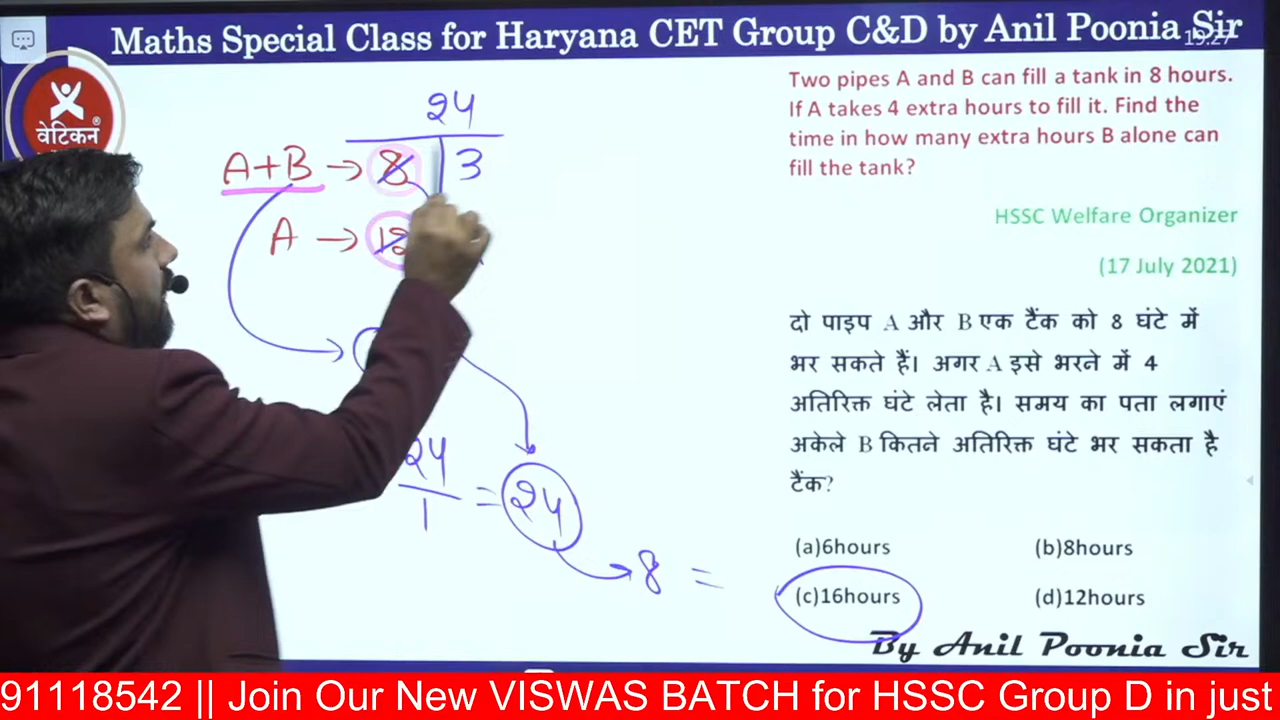 Maths Special Class for Haryana CET Group C&D by Anil Poonia Sir
वेटिकन
Two pipes A and B can fill a tank in 8 hours.
If A takes 4 extra hours to fill it. Find the
time in how many extra hours B alone can
fill the tank?
HSSC Welfare Organizer
(17 July 2021)
दो पाइप A और B एक टैंक को 8 घंटे में
भर सकते हैं। अगर A इसे भरने में 4
अतिरिक्त घंटे लेता है। समय का पता लगाएं
अकेले B कितने अतिरिक्त घंटे भर सकता है
टैंक?
(a)6hours
(b)8hours
(c)16hours
(d)12hours
By Anil Poonia Sir
24
A+B → 8 3
A → 12
24
1
= 24
→ 8 =
91118542 || Join Our New VISWAS BATCH for HSSC Group D in just